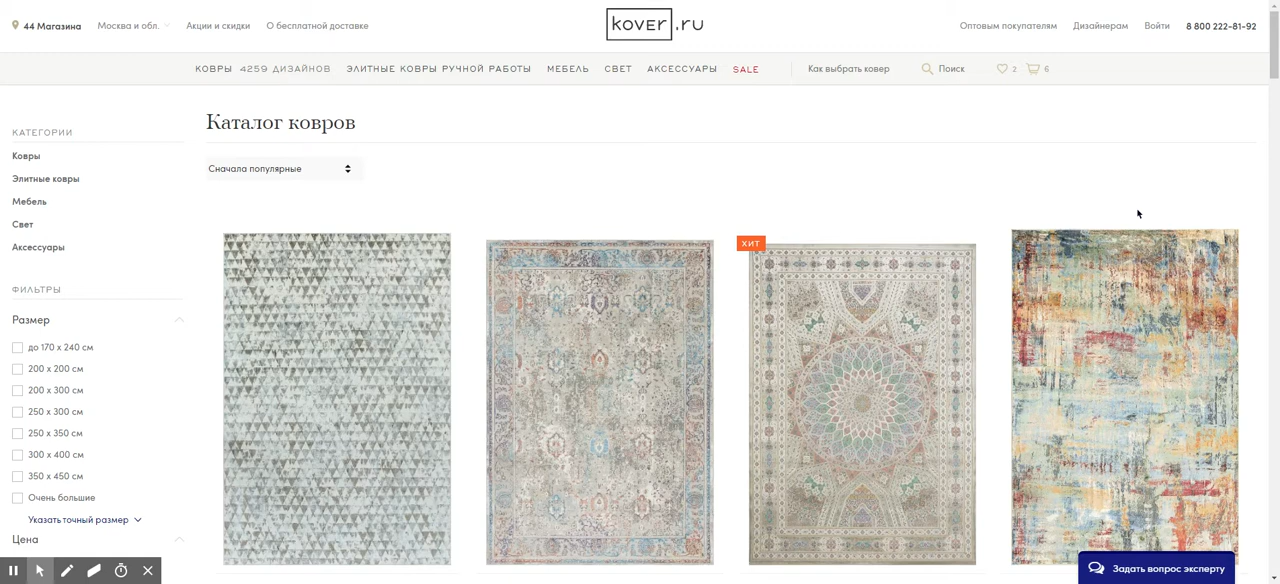 44 Магазина Москва и обл. Акции и скидки О бесплатной доставке kover.ru Оптовым покупателям Дизайнерам Войти 8 800 222-81-92
КОВРЫ 4259 ДИЗАЙНОВ ЭЛИТНЫЕ КОВРЫ РУЧНОЙ РАБОТЫ МЕБЕЛЬ СВЕТ АКСЕССУАРЫ SALE Как выбрать ковер Поиск 2 6
Каталог ковров
Сначала популярные
КАТЕГОРИИ
Ковры
Элитные ковры
Мебель
Свет
Аксессуары
ФИЛЬТРЫ
Размер
до 170 x 240 см
200 x 200 см
200 x 300 см
250 x 300 см
250 x 350 см
300 x 400 см
350 x 450 см
Очень большие
Указать точный размер
Цена
ХИТ
Задать вопрос эксперту